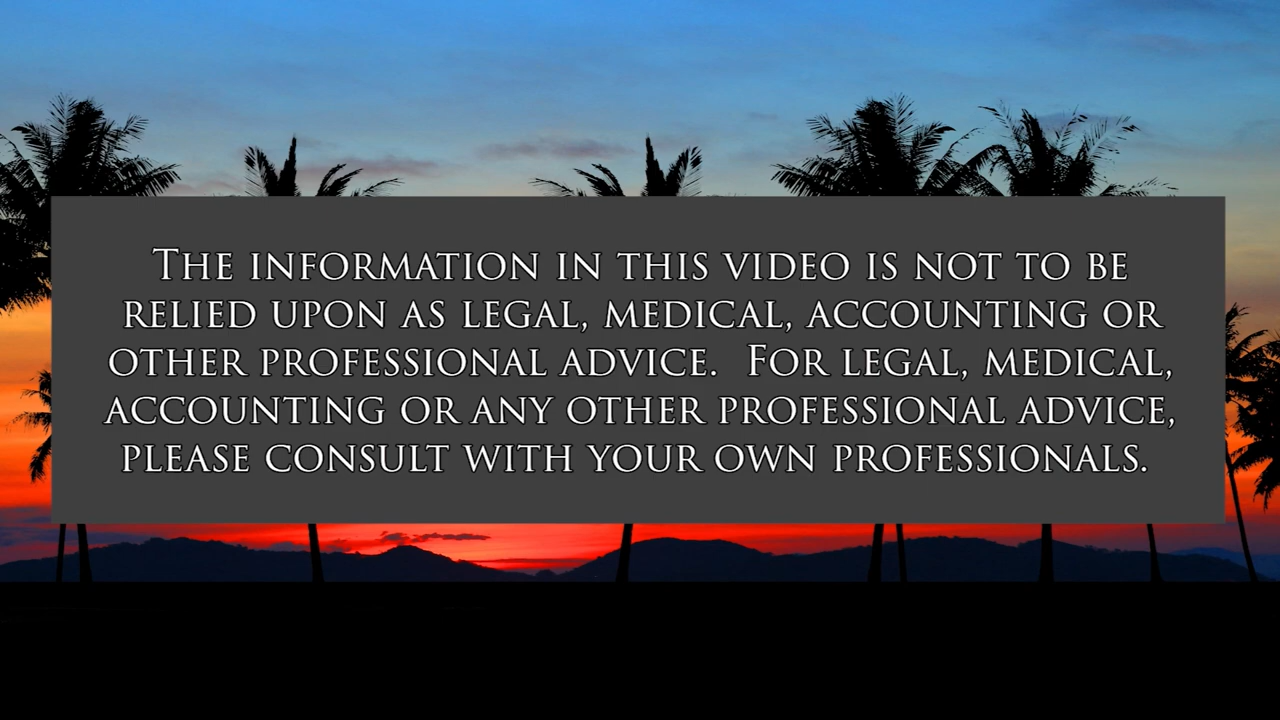 The information in this video is not to be
relied upon as legal, medical, accounting or
other professional advice.  For legal, medical,
accounting or any other professional advice,
please consult with your own professionals.